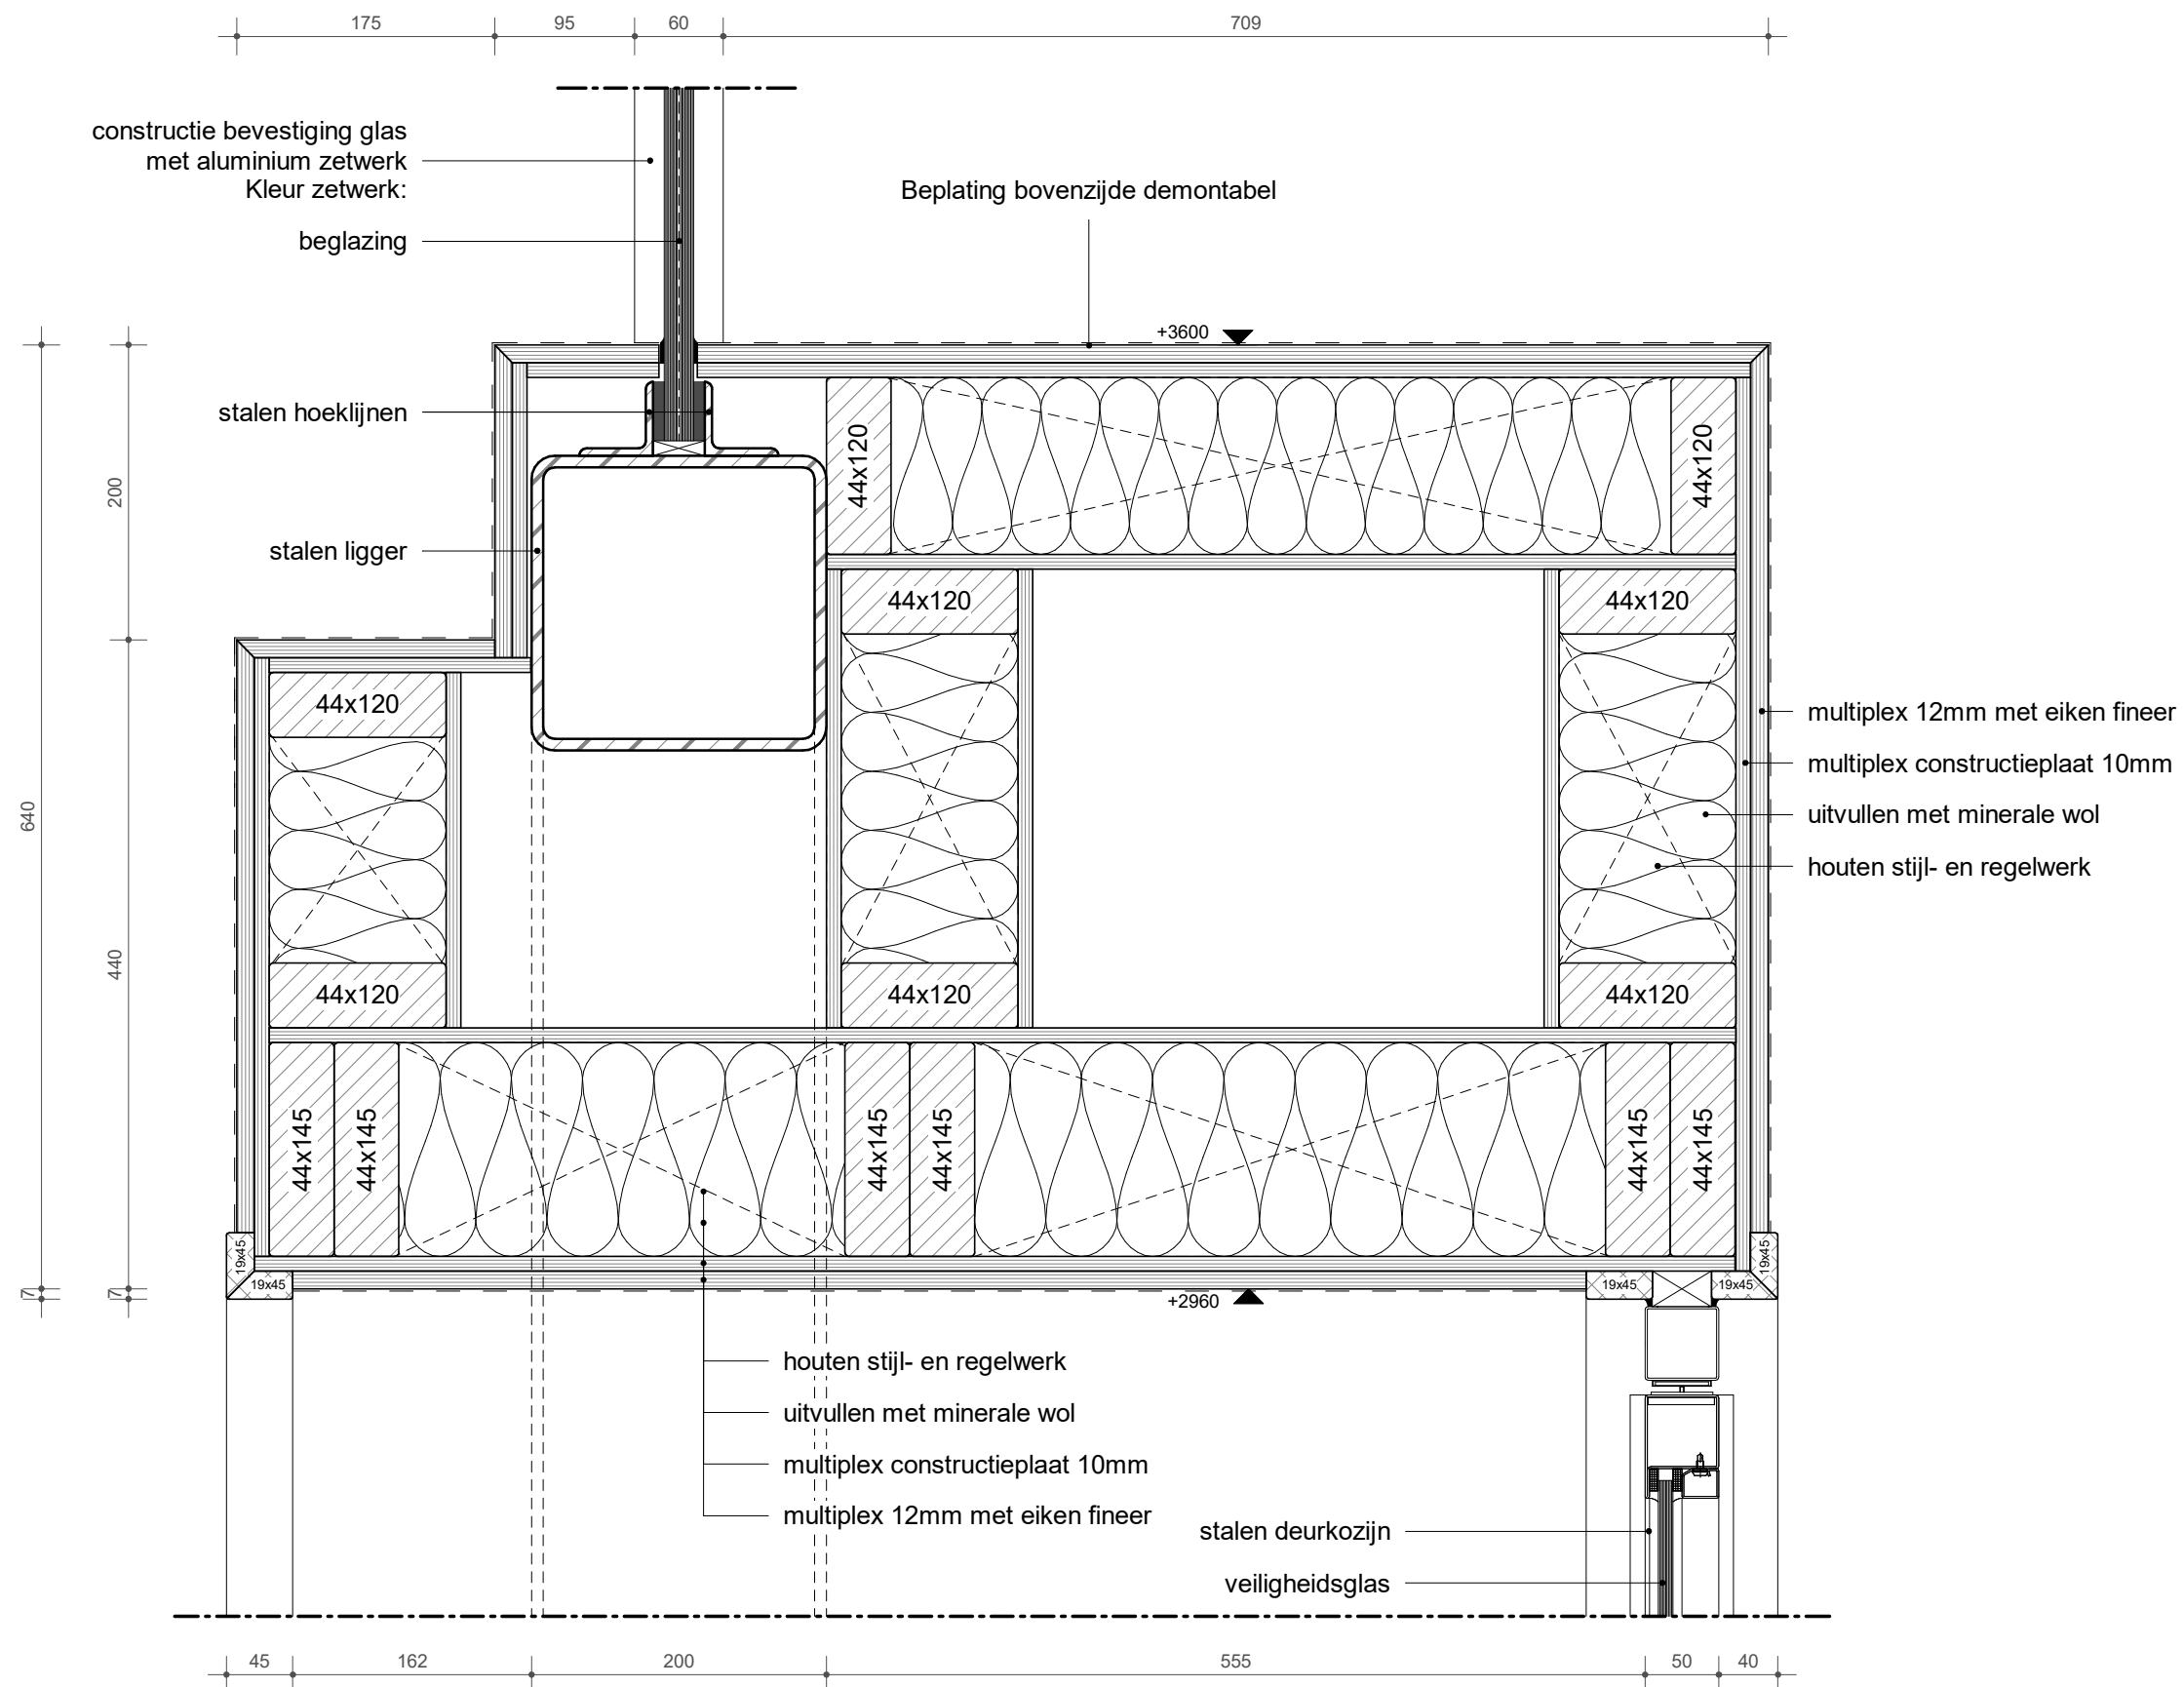 175
95
60
709
constructie bevestiging glas
met aluminium zetwerk
Kleur zetwerk:
beglazing
Beplating bovenzijde demontabel
+3600
stalen hoeklijnen
44x120
44x120
200
stalen ligger
44x120
44x120
44x120
multiplex 12mm met eiken fineer
multiplex constructieplaat 10mm
640
uitvullen met minerale wol
houten stijl- en regelwerk
440
44x120
44x120
44x120
44x145
44x145
44x145
44x145
44x145
44x145
19x45
19x45
19x45
19x45
19x45
7
7
+2960
houten stijl- en regelwerk
uitvullen met minerale wol
multiplex constructieplaat 10mm
multiplex 12mm met eiken fineer
stalen deurkozijn
veiligheidsglas
45
162
200
555
50
40